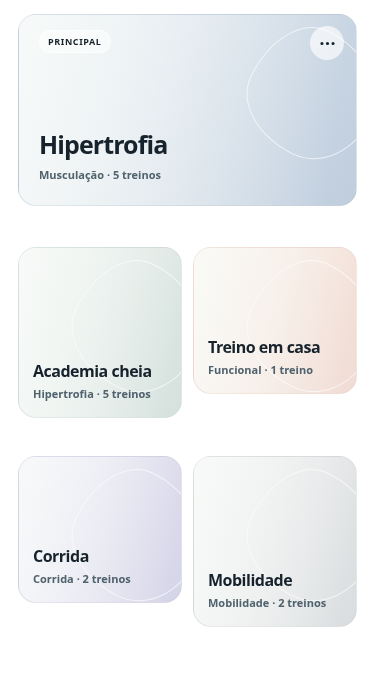 PRINCIPAL
Hipertrofia
Musculação · 5 treinos
Academia cheia
Hipertrofia · 5 treinos
Treino em casa
Funcional · 1 treino
Corrida
Corrida · 2 treinos
Mobilidade
Mobilidade · 2 treinos